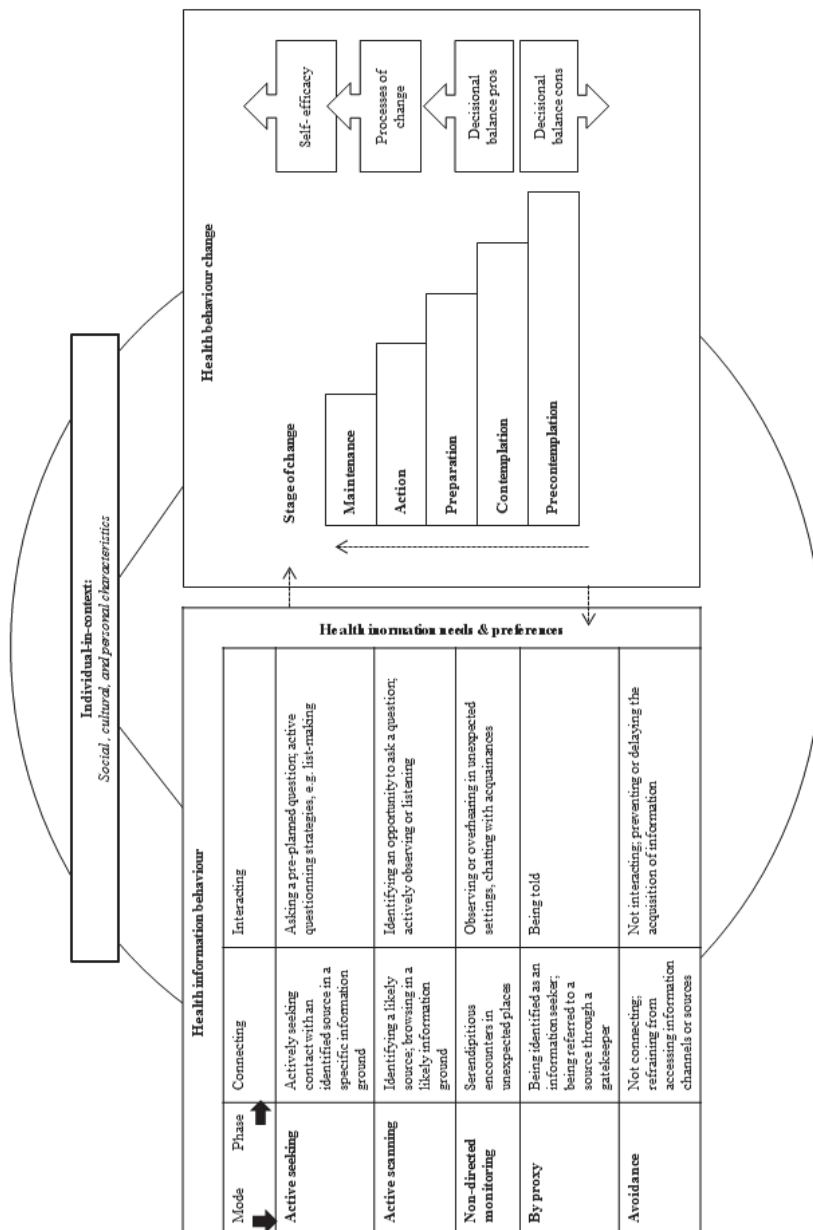 Individual-in-context:
Social, cultural, and personal characteristics
Health information behaviour
Mode Phase
Connecting
Interacting
Active seeking
Actively seeking
contact with an
identified source in a
specific information
ground
Asking a pre-planned question; active
questionning strategies, e.g. list-making
Active scanning
Identifying a likely
source; browsing in a
likely information
ground
Identifying an opportunity to ask a question;
actively observing or listening
Non-directed
monitoring
Serendipitious
encounters in
unexpected places
Observing or overhearing in unexpected
settings, chatting with acquainances
By proxy
Being identified as an
information seeker;
being referred to a
source through a
gatekeeper
Being told
Avoidance
Not connecting;
refraining from
accessing information
channels or sources
Not interacting; preventing or delaying the
acquisition of information
Health inormation needs & preferences
Health behaviour change
Stage of change
Maintenance
Action
Preparation
Contemplation
Precontemplation
Self- efficacy
Processes of
change
Decisional
balance pros
Decisional
balance cons